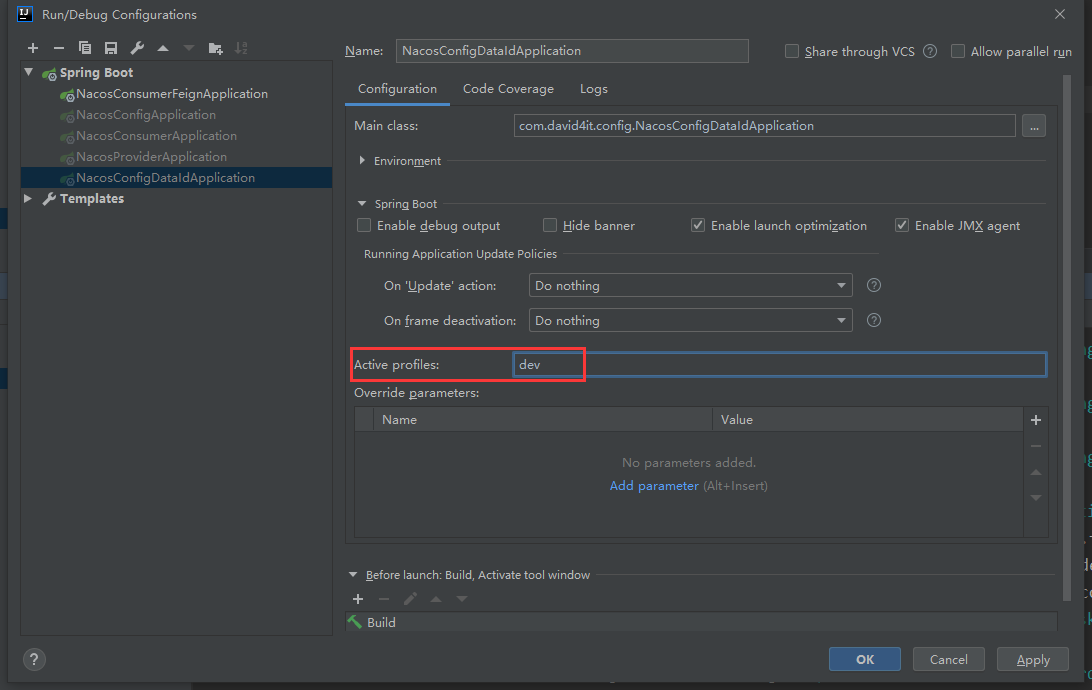 Run/Debug Configurations
Name: NacosConfigDataIdApplication Share through VCS ? Allow parallel run
Spring Boot
NacosConsumerFeignApplication
NacosConfigApplication
NacosConsumerApplication
NacosProviderApplication
NacosConfigDataIdApplication
Templates
Configuration Code Coverage Logs
Main class: com.david4it.config.NacosConfigDataIdApplication ...
Environment
Spring Boot
Enable debug output Hide banner Enable launch optimization Enable JMX agent
Running Application Update Policies
On 'Update' action: Do nothing ?
On frame deactivation: Do nothing ?
Active profiles: dev
Override parameters:
Name Value
No parameters added.
Add parameter (Alt+Insert)
Before launch: Build, Activate tool window
Build
? OK Cancel Apply